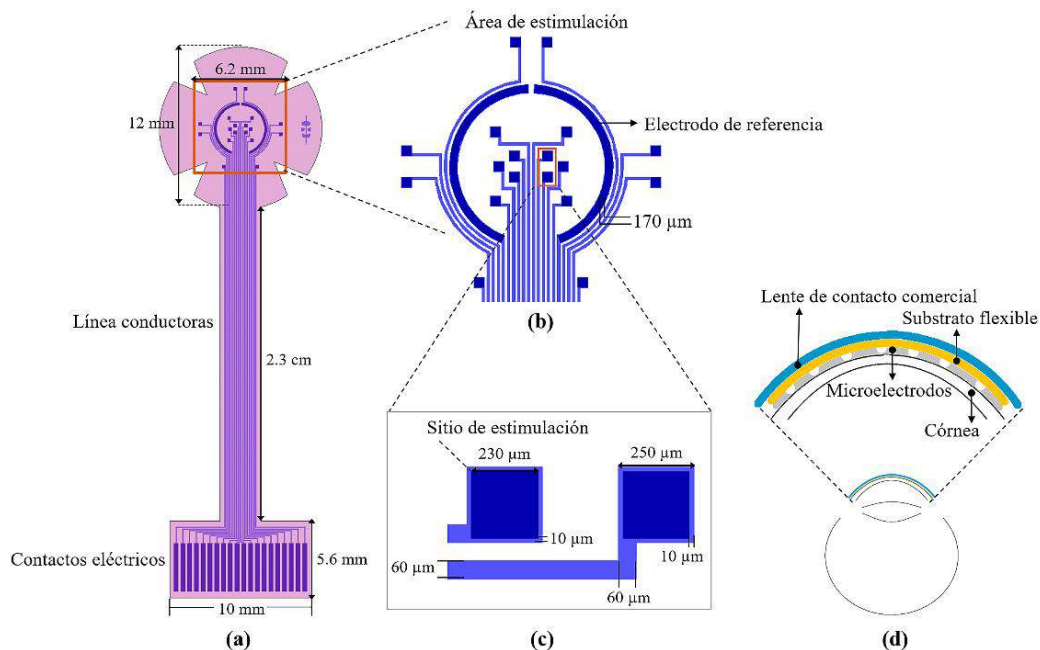 Área de estimulación
6.2 mm
12 mm
Electrodo de referencia
170 µm
(b)
Línea conductoras
2.3 cm
Lente de contacto comercial
Substrato flexible
Microelectrodos
Córnea
Sitio de estimulación
230 µm
250 µm
10 µm
10 µm
60 µm
60 µm
Contactos eléctricos
5.6 mm
10 mm
(a)
(c)
(d)